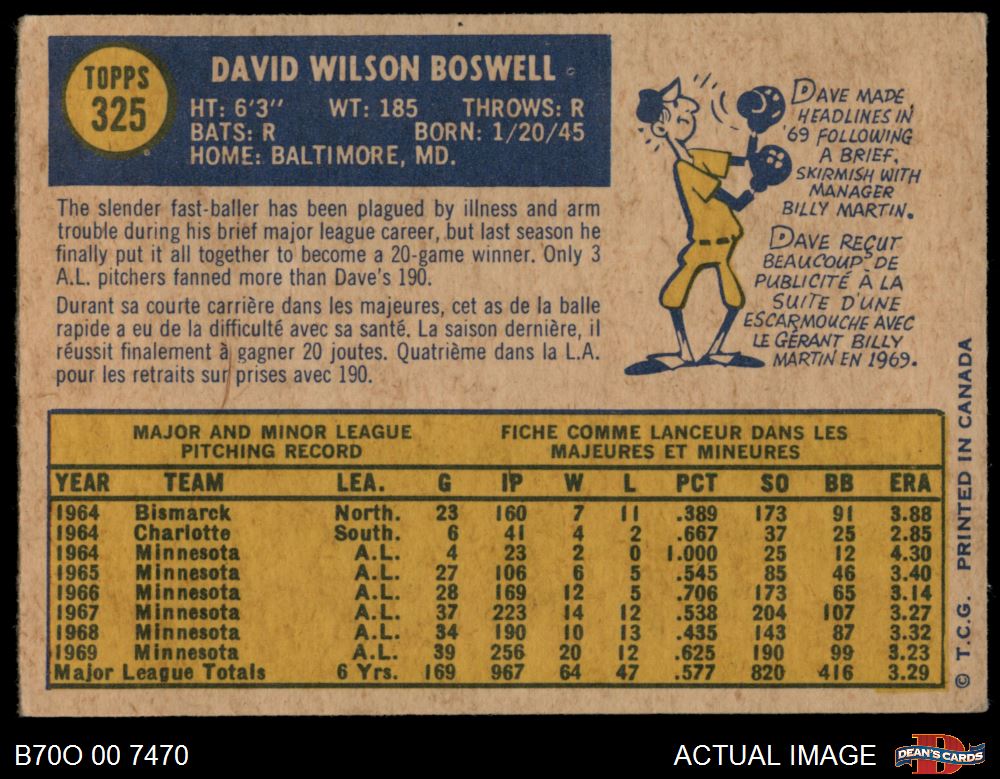 TOPPS
325
DAVID WILSON BOSWELL
HT: 6'3" WT: 185 THROWS: R
BATS: R BORN: 1/20/45
HOME: BALTIMORE, MD.
The slender fast-baller has been plagued by illness and arm
trouble during his brief major league career, but last season he
finally put it all together to become a 20-game winner. Only 3
A.L. pitchers fanned more than Dave's 190.
Durant sa courte carrière dans les majeures, cet as de la balle
rapide a eu de la difficulté avec sa santé. La saison dernière, il
réussit finalement à gagner 20 joutes. Quatrième dans la L.A.
pour les retraits sur prises avec 190.
DAVE MADE
HEADLINES IN
'69 FOLLOWING
A BRIEF
SKIRMISH WITH
MANAGER
BILLY MARTIN.
DAVE REÇUT
BEAUCOUP DE
PUBLICITÉ À LA
SUITE D'UNE
ESCARMOUCHE AVEC
LE GÉRANT BILLY
MARTIN EN 1969.
MAJOR AND MINOR LEAGUE
PITCHING RECORD
FICHE COMME LANCEUR DANS LES
MAJEURES ET MINEURES
YEAR TEAM LEA. G IP W L PCT SO BB ERA
1964 Bismarck North. 23 160 7 11 .389 173 91 3.88
1964 Charlotte South. 6 41 4 2 .667 37 25 2.85
1964 Minnesota A.L. 4 23 2 0 1.000 25 12 4.30
1965 Minnesota A.L. 27 106 6 5 .545 85 46 3.40
1966 Minnesota A.L. 28 169 12 5 .706 173 65 3.14
1967 Minnesota A.L. 37 223 14 12 .538 204 107 3.27
1968 Minnesota A.L. 34 190 10 13 .435 143 87 3.32
1969 Minnesota A.L. 39 256 20 12 .625 190 99 3.23
Major League Totals 6 Yrs. 169 967 64 47 .577 820 416 3.29
© T.C.G. PRINTED IN CANADA
B70O 00 7470
ACTUAL IMAGE
DEAN'S CARDS